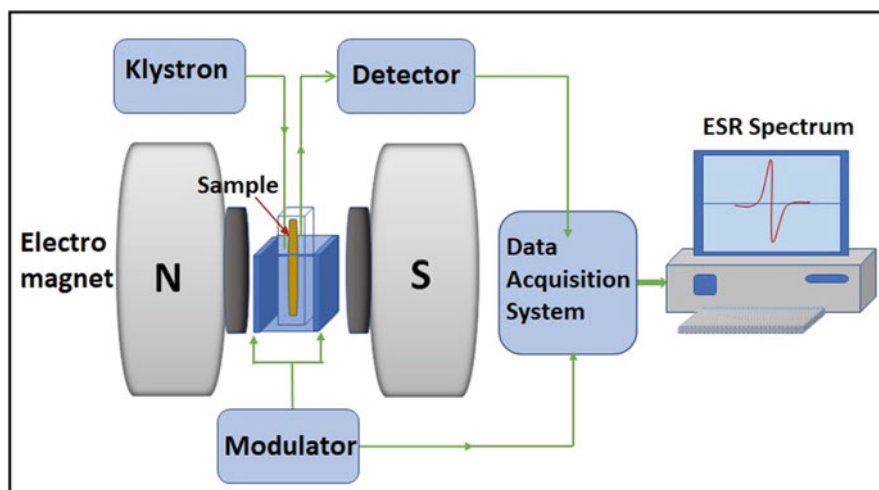 Klystron
Detector
ESR Spectrum
Sample
Electro
magnet
N
S
Data
Acquisition
System
Modulator